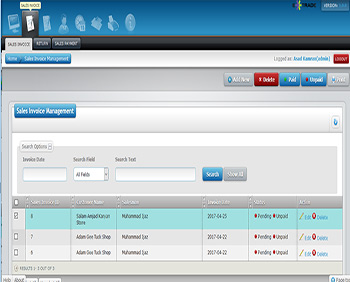 SALES INVOICE
VERSION
SALES INVOICE RETURN SALES PAYMENT
Home Sales Invoice Management
Logged as: Asad Kamran(admin) LOGOUT
Add New Delete Paid Unpaid Print
Sales Invoice Management
Search Options
Invoice Date Search Field Search Text
All Fields Search Show All
Sales Invoice ID Customer Name Salesman Invoice Date Status Action
8 Salam Amjad Karyan Store Muhammad Ijaz 2017-04-25 Pending Unpaid Edit Delete
7 Adam Gee Tuck Shop Muhammad Ijaz 2017-04-22 Pending Unpaid Edit Delete
6 Adam Gee Tuck Shop Muhammad Ijaz 2017-04-22 Pending Unpaid Edit Delete
RESULTS 1 - 3 OF 3
Help About
Page to